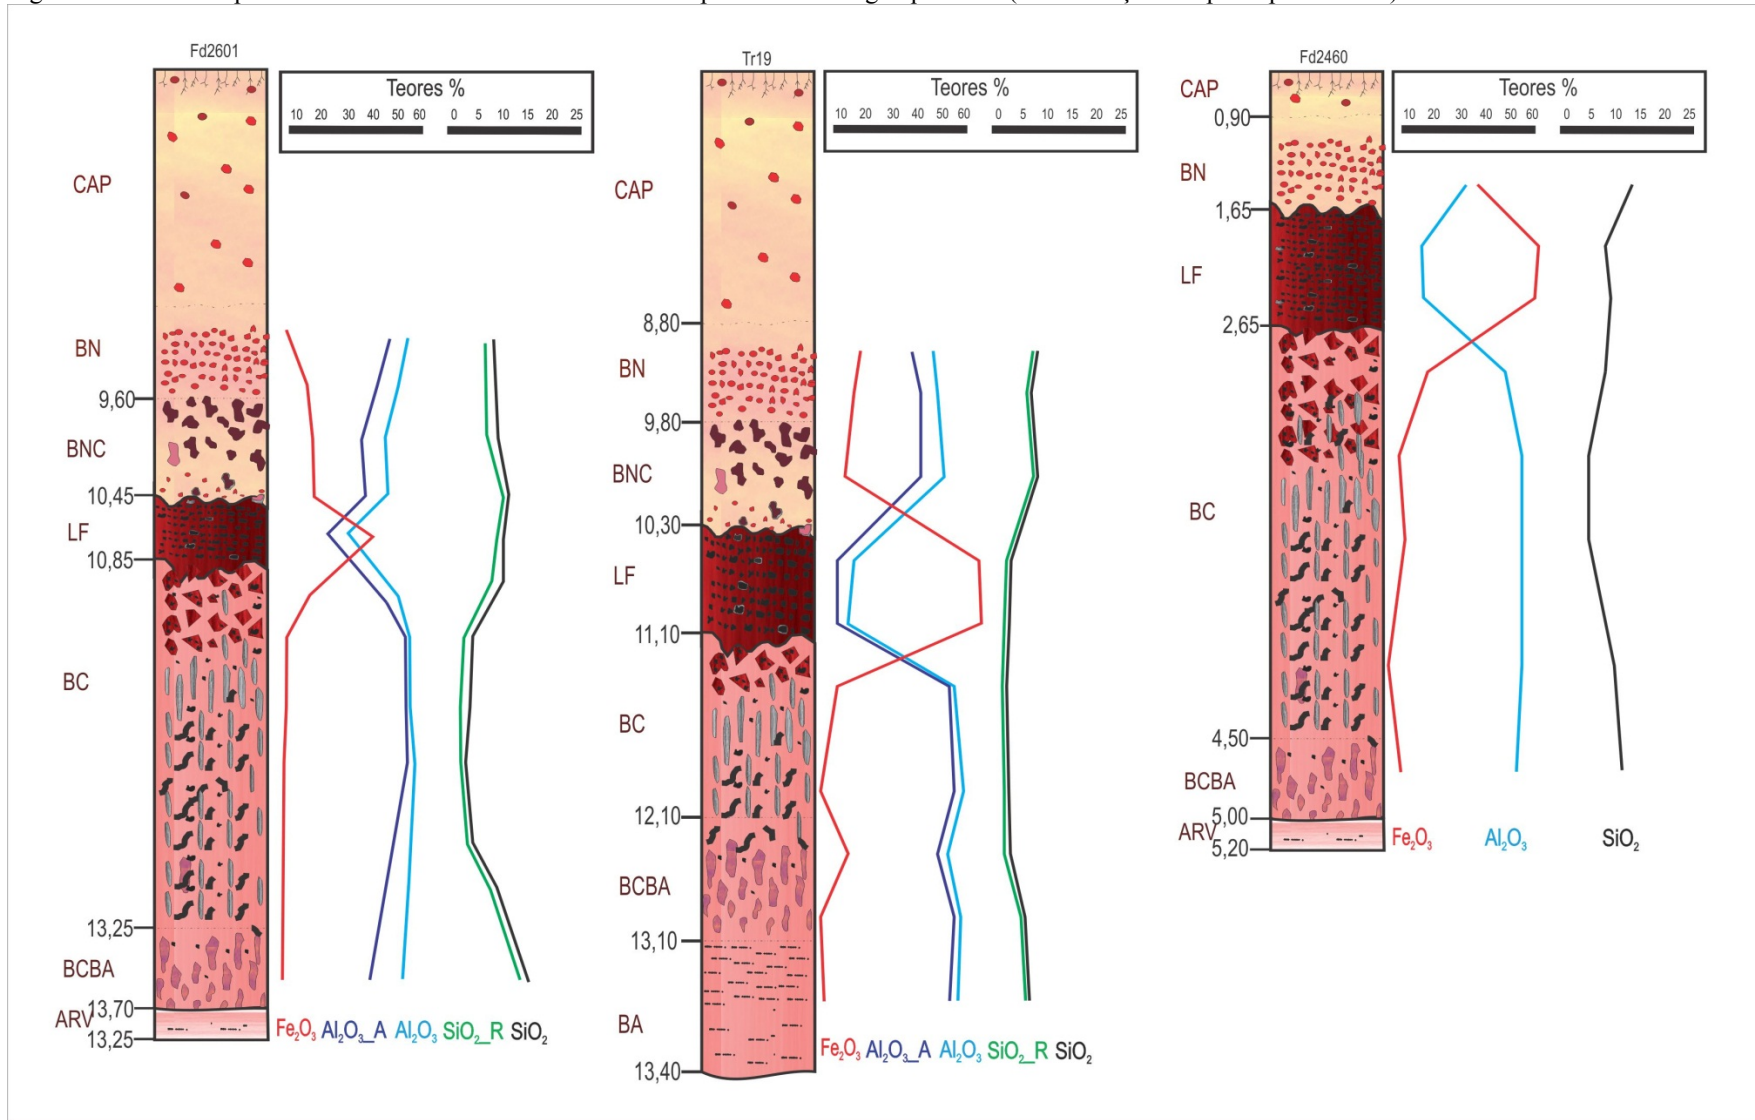 Fd2601
Teores %
10 20 30 40 50 60 0 5 10 15 20 25
CAP
BN
9,60
BNC
10,45
LF
10,85
BC
13,25
BCBA
13,70
ARV
13,25
Fe₂O₃ Al₂O₃_A Al₂O₃ SiO₂_R SiO₂
Tr19
Teores %
10 20 30 40 50 60 0 5 10 15 20 25
CAP
8,80
BN
9,80
BNC
10,30
LF
11,10
BC
12,10
BCBA
13,10
BA
13,40
Fe₂O₃ Al₂O₃_A Al₂O₃ SiO₂_R SiO₂
Fd2460
Teores %
10 20 30 40 50 60 0 5 10 15 20 25
CAP
0,90
BN
1,65
LF
2,65
BC
4,50
BCBA
5,00
ARV
5,20
Fe₂O₃ Al₂O₃ SiO₂